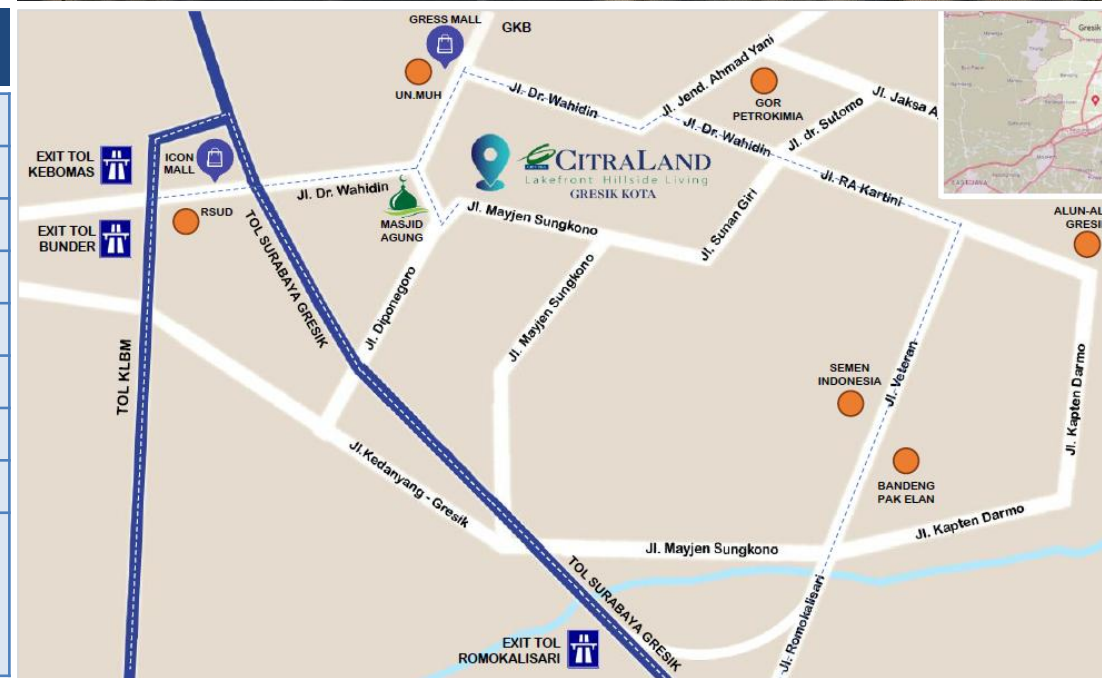 GRESS MALL
GKB
UN.MUH
Jl. Dr. Wahidin
Jl. Jend. Ahmad Yani
GOR
PETROKIMIA
Jl. Jaksa A
Jl. dr. Sutomo
Jl. Dr. Wahidin
Gresik
EXIT TOL
KEBOMAS
ICON
MALL
CITRALAND
Lakefront Hillside Living
GRESIK KOTA
Jl. Dr. Wahidin
RSUD
MASJID
AGUNG
Jl. Mayjen Sungkono
Jl. Sunan Giri
Jl. RA Kartini
ALUN-AL
GRESI
EXIT TOL
BUNDER
TOL SURABAYA GRESIK
Jl. Diponegoro
Jl. Mayjen Sungkono
TOL KLBM
SEMEN
INDONESIA
Jl. Veteran
Jl. Kapten Darmo
Jl.Kedanyang - Gresik
BANDENG
PAK ELAN
Jl. Kapten Darmo
Jl. Mayjen Sungkono
TOL SURABAYA GRESIK
Jl. Romokalisari
EXIT TOL
ROMOKALISARI